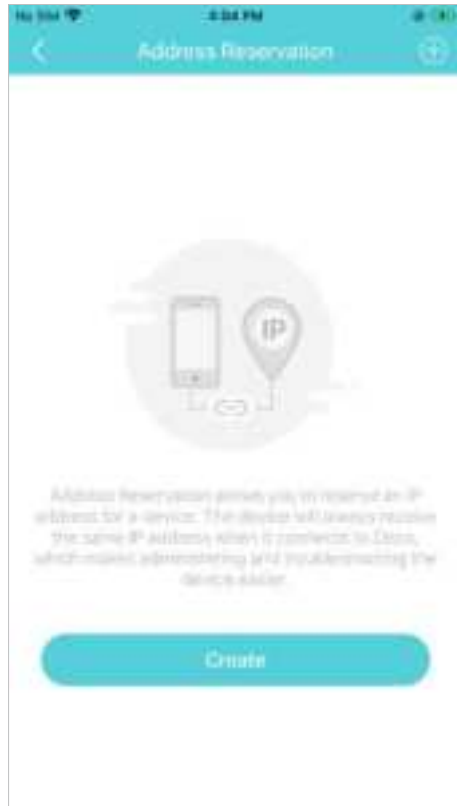 No SIM 4:04 PM
Address Reservation
IP
Address Reservation allows you to reserve an IP
address for a device. The device will always receive
the same IP address when it connects to Deco,
which makes administering and troubleshooting the
device easier.
Create